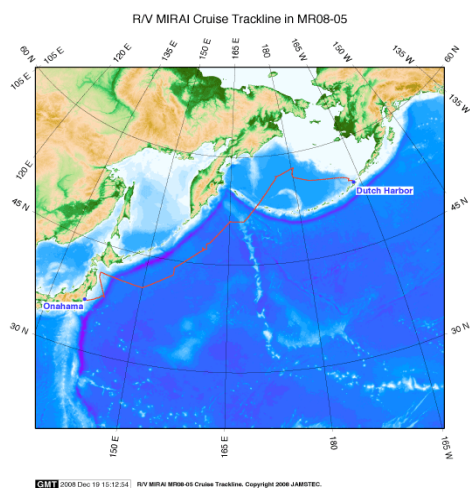 R/V MIRAI Cruise Trackline in MR08-05
60 N
105 E
120 E
135 E
150 E
165 E
180
165 W
150 W
135 W
60 N
105 E
135 W
120 E
45 N
45 N
Dutch Harbor
Onahama
30 N
30 N
150 E
165 E
180
165 W
GMT 2008 Dec 19 15:12:54 R/V MIRAI MR08-05 Cruise Trackline. Copyright 2008 JAMSTEC.